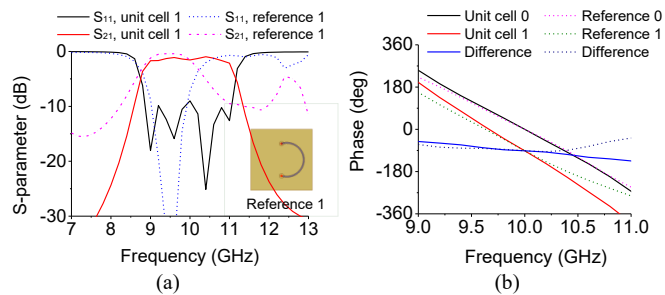 (a)
S₁₁, unit cell 1
S₁₁, reference 1
S₂₁, unit cell 1
S₂₁, reference 1
S-parameter (dB)
0
-10
-20
-30
Reference 1
7 8 9 10 11 12 13
Frequency (GHz)
(a)
(b)
Unit cell 0
Reference 0
Unit cell 1
Reference 1
Difference
Difference
Phase (deg)
360
180
0
-180
-360
9.0 9.5 10.0 10.5 11.0
Frequency (GHz)
(b)